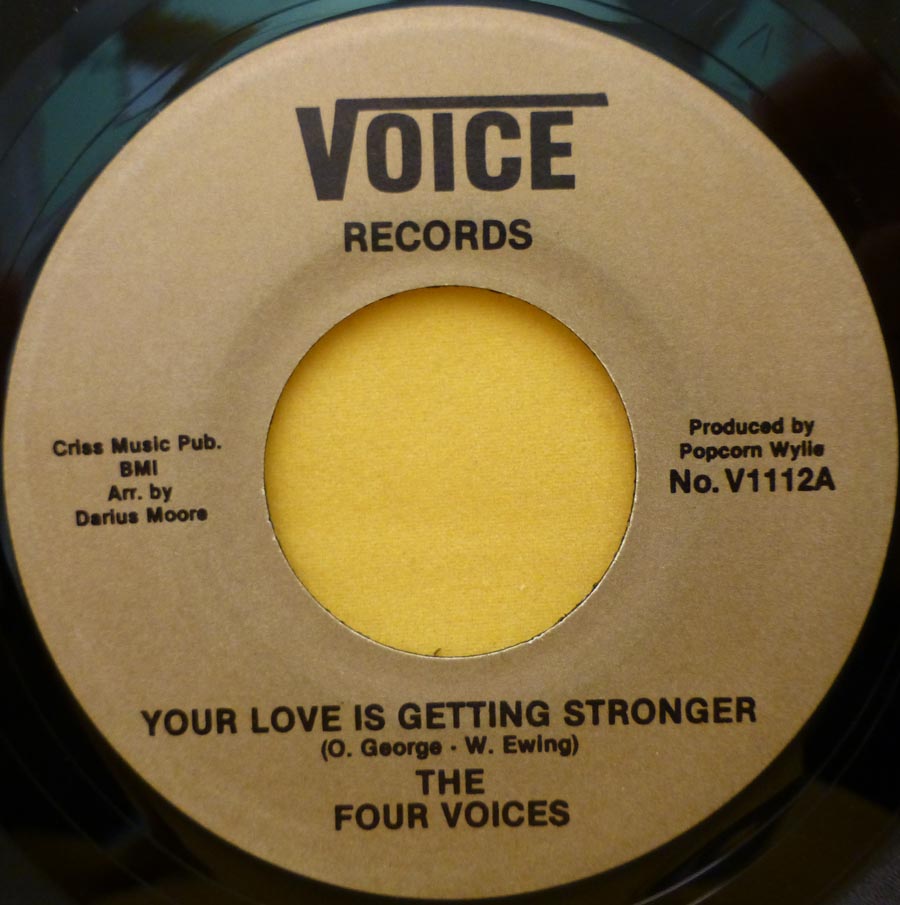 VOICE
RECORDS
Criss Music Pub.
BMI
Arr. by
Darius Moore
Produced by
Popcorn Wylie
No. V1112A
YOUR LOVE IS GETTING STRONGER
(O. George · W. Ewing)
THE
FOUR VOICES